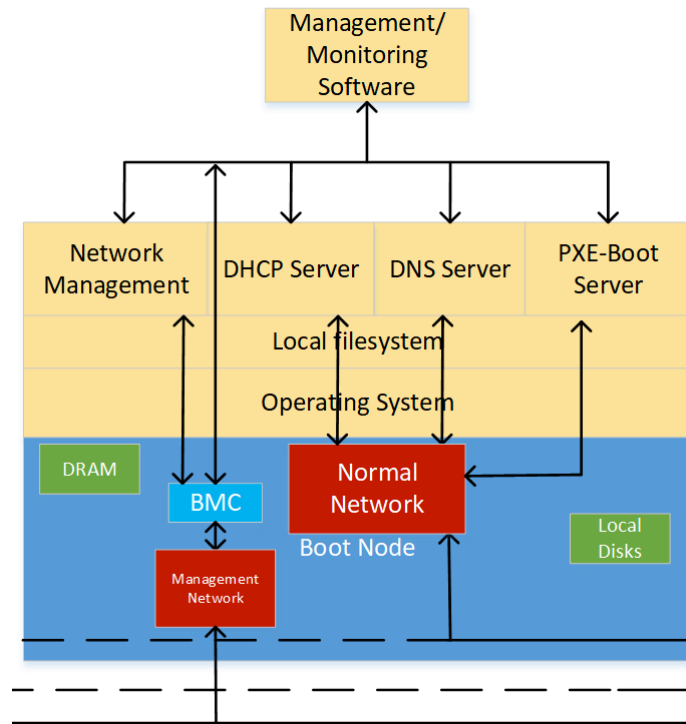 Management/
Monitoring
Software
Network
Management
DHCP Server
DNS Server
PXE-Boot
Server
Local filesystem
Operating System
DRAM
BMC
Normal
Network
Boot Node
Local
Disks
Management
Network